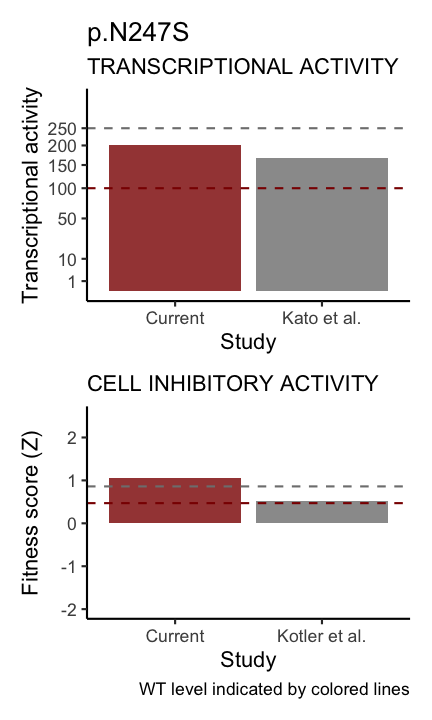 p.N247S
TRANSCRIPTIONAL ACTIVITY
Transcriptional activity
250
200
150
100
50
10
1
Current
Kato et al.
Study
CELL INHIBITORY ACTIVITY
Fitness score (Z)
2
1
0
-1
-2
Current
Kotler et al.
Study
WT level indicated by colored lines